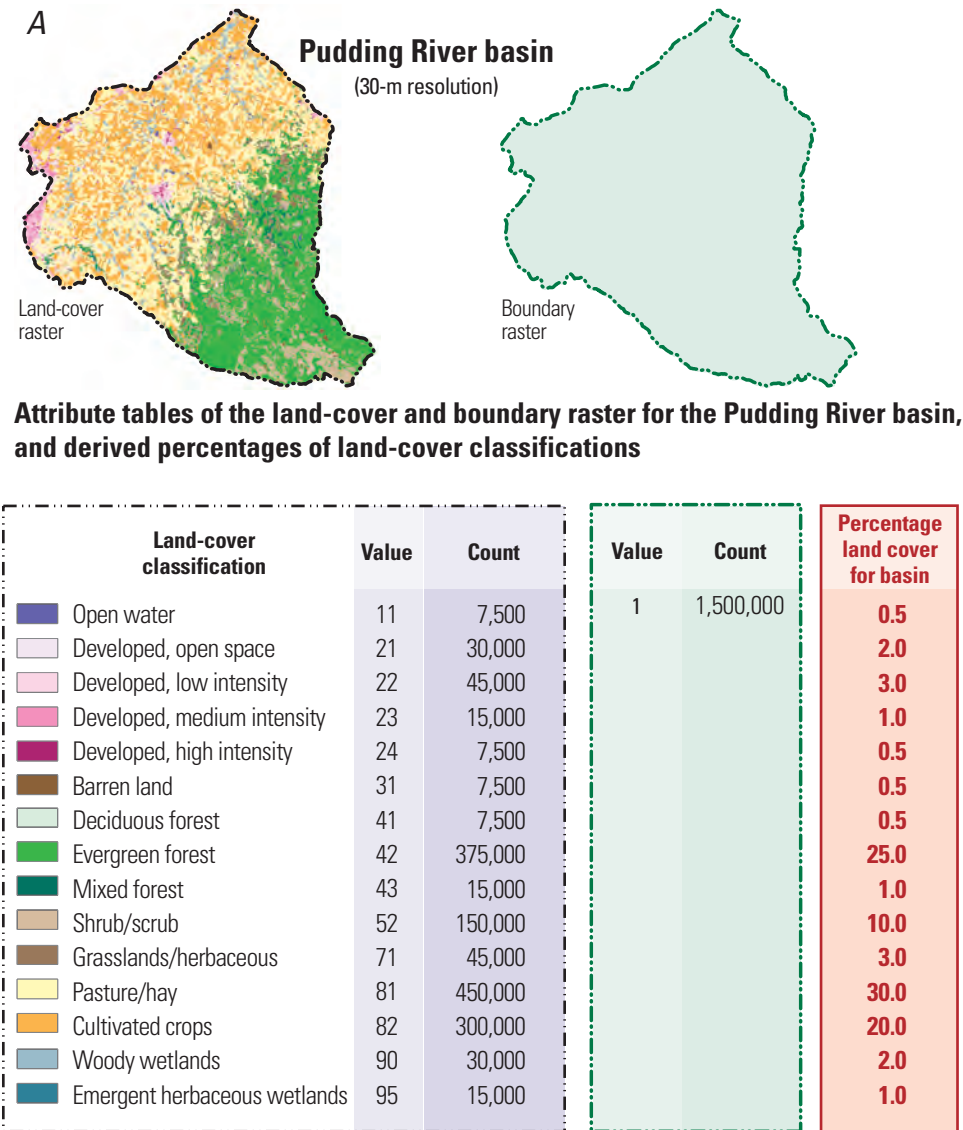 A
Pudding River basin
(30-m resolution)
Land-cover
raster
Boundary
raster
Attribute tables of the land-cover and boundary raster for the Pudding River basin,
and derived percentages of land-cover classifications
Land-cover
classification
Value
Count
Value
Count
Percentage
land cover
for basin
Open water 11 7,500 1 1,500,000 0.5
Developed, open space 21 30,000 2.0
Developed, low intensity 22 45,000 3.0
Developed, medium intensity 23 15,000 1.0
Developed, high intensity 24 7,500 0.5
Barren land 31 7,500 0.5
Deciduous forest 41 7,500 0.5
Evergreen forest 42 375,000 25.0
Mixed forest 43 15,000 1.0
Shrub/scrub 52 150,000 10.0
Grasslands/herbaceous 71 45,000 3.0
Pasture/hay 81 450,000 30.0
Cultivated crops 82 300,000 20.0
Woody wetlands 90 30,000 2.0
Emergent herbaceous wetlands 95 15,000 1.0